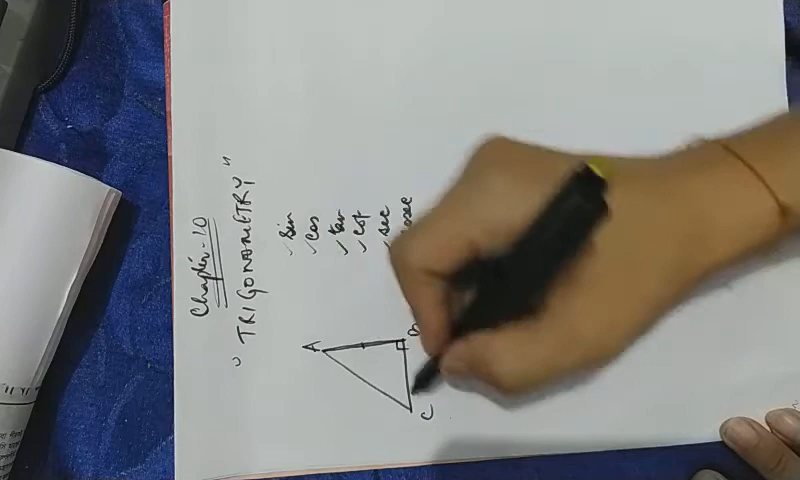 Chapter-10
" TRIGONOMETRY "
✓ Sin
✓ Cos
✓ tan
✓ cot
✓ sec
A
B
C